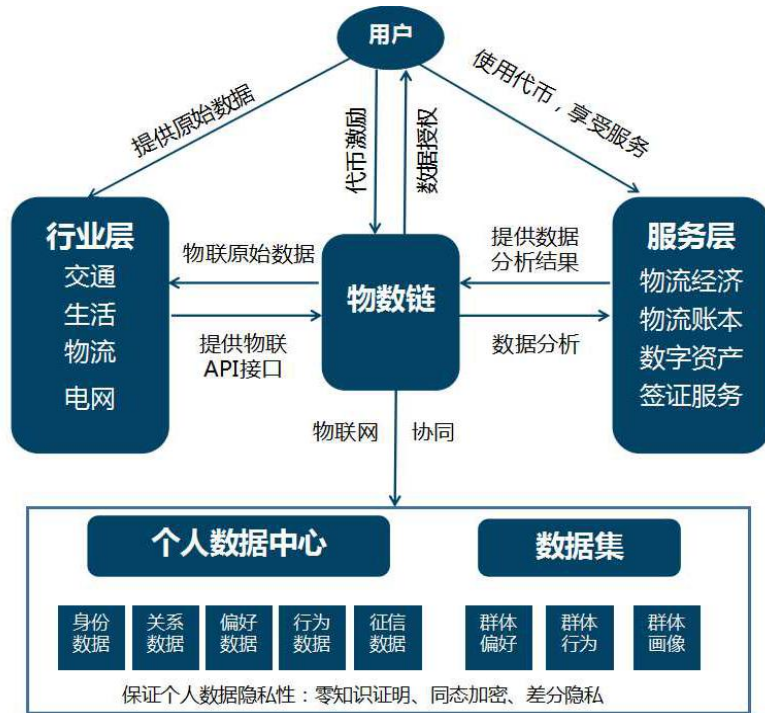 用户
提供原始数据
代币激励
数据授权
使用代币，享受服务
行业层
交通
生活
物流
电网
物联原始数据
提供物联
API接口
物数链
提供数据
分析结果
数据分析
服务层
物流经济
物流账本
数字资产
签证服务
物联网
协同
个人数据中心
数据集
身份
数据
关系
数据
偏好
数据
行为
数据
征信
数据
群体
偏好
群体
行为
群体
画像
保证个人数据隐私性：零知识证明、同态加密、差分隐私